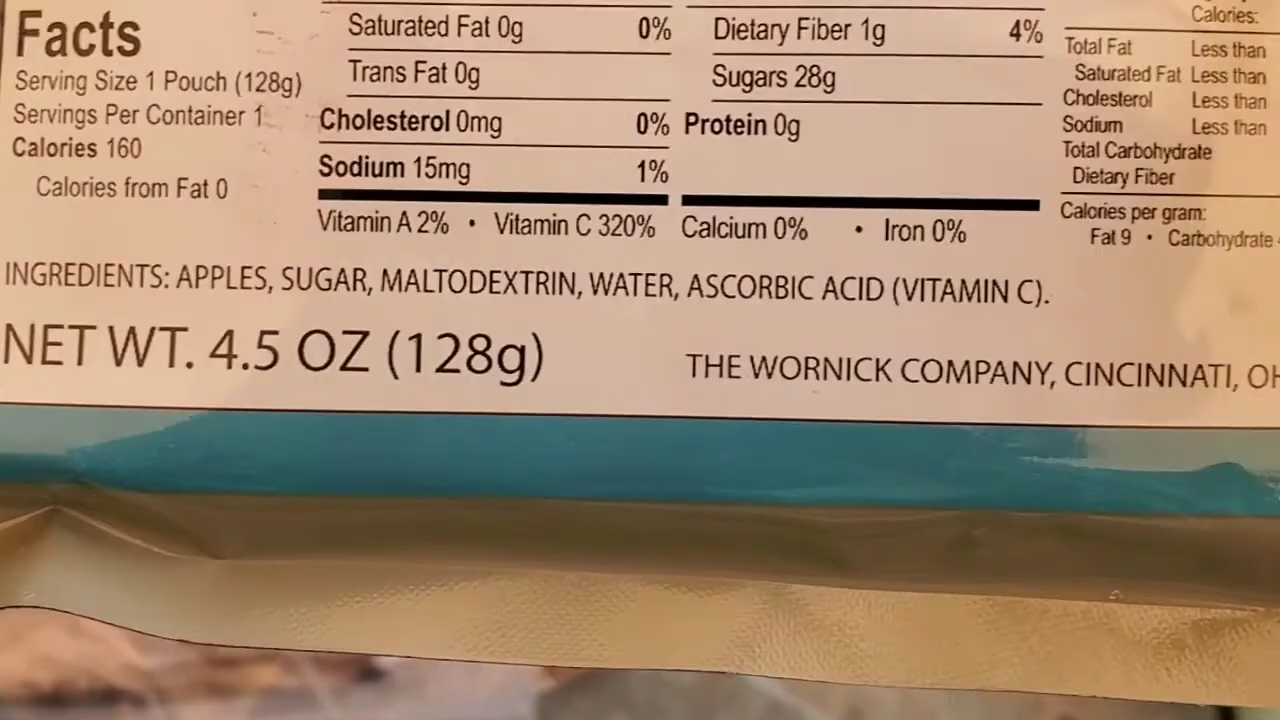 Facts
Serving Size 1 Pouch (128g)
Servings Per Container 1
Calories 160
Calories from Fat 0
Saturated Fat 0g 0%
Trans Fat 0g
Cholesterol 0mg 0%
Sodium 15mg 1%
Dietary Fiber 1g 4%
Sugars 28g
Protein 0g
Vitamin A 2% • Vitamin C 320% Calcium 0% • Iron 0%
Calories:
Total Fat Less than
Saturated Fat Less than
Cholesterol Less than
Sodium Less than
Total Carbohydrate
Dietary Fiber
Calories per gram:
Fat 9 • Carbohydrate
INGREDIENTS: APPLES, SUGAR, MALTODEXTRIN, WATER, ASCORBIC ACID (VITAMIN C).
NET WT. 4.5 OZ (128g)
THE WORNICK COMPANY, CINCINNATI, OH